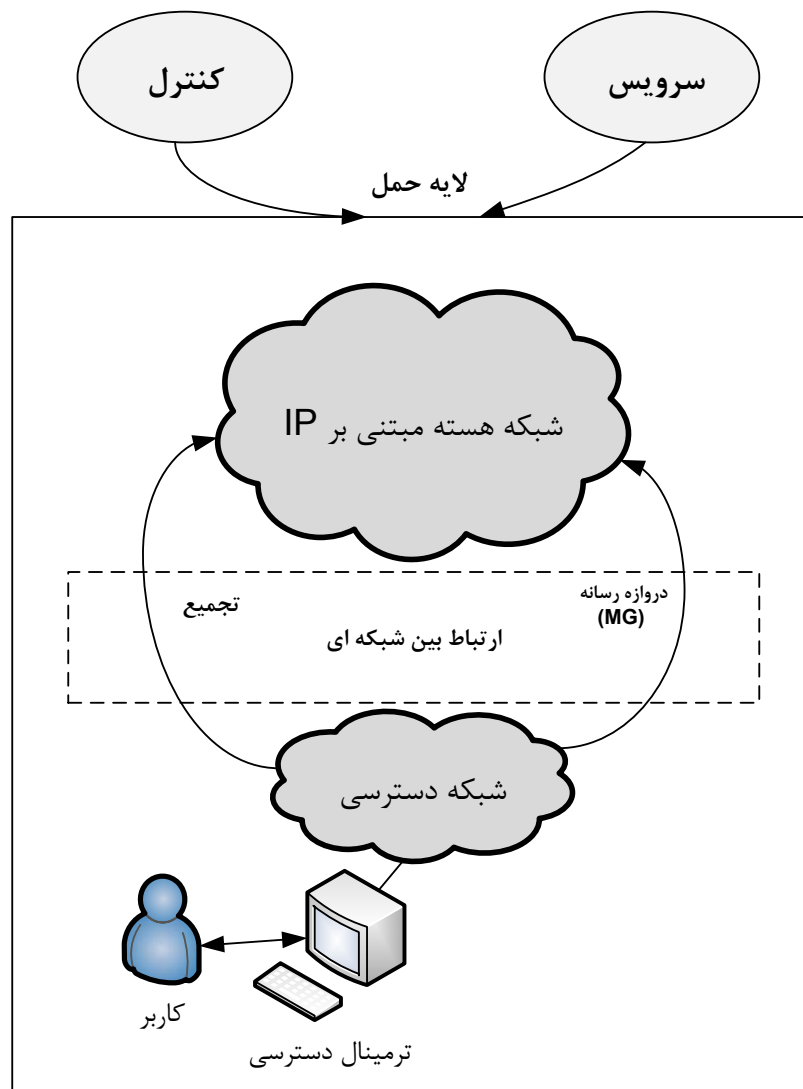 سرویس
کنترل
لایه حمل
شبکه هسته مبتنی بر IP
دروازه رسانه
(MG)
تجمیع
ارتباط بین شبکه ای
شبکه دسترسی
کاربر
ترمینال دسترسی